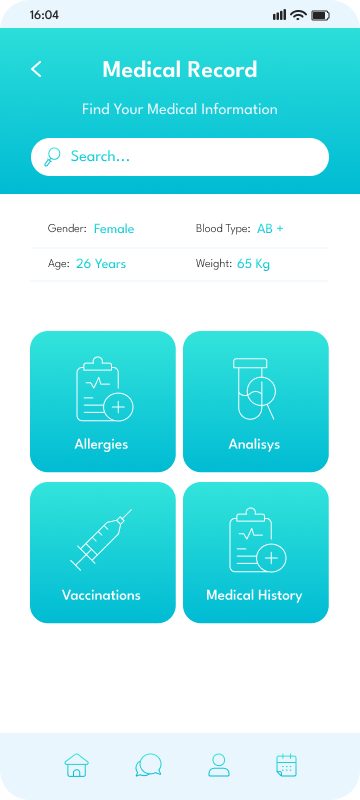 16:04
Medical Record
Find Your Medical Information
Search...
Gender: Female Blood Type: AB +
Age: 26 Years Weight: 65 Kg
Allergies Analisys
Vaccinations Medical History